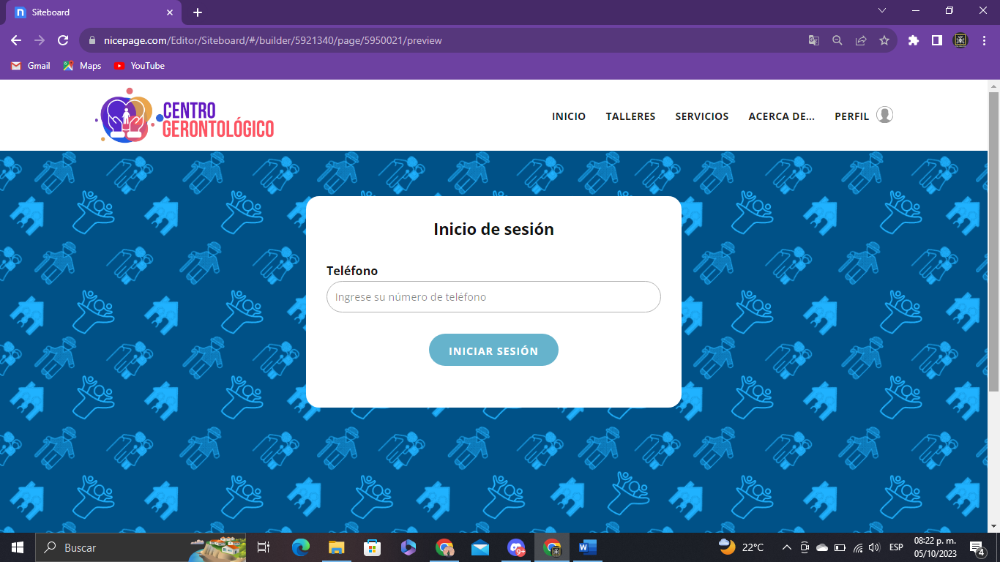 Siteboard
nicepage.com/Editor/Siteboard/#/builder/5921340/page/5950021/preview
Gmail Maps YouTube
CENTRO
GERONTOLÓGICO
INICIO TALLERES SERVICIOS ACERCA DE... PERFIL
Inicio de sesión
Teléfono
Ingrese su número de teléfono
INICIAR SESIÓN
Buscar
9+
22°C
ESP
08:22 p. m.
05/10/2023
4